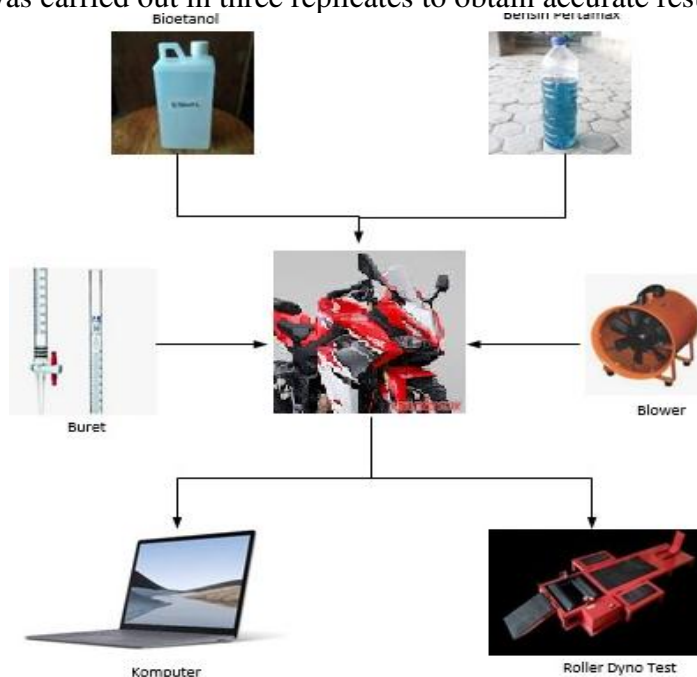 was carried out in three replicates to obtain accurate res
Bioetanol
Bensin Pertamax
Buret
Blower
Komputer
Roller Dyno Test